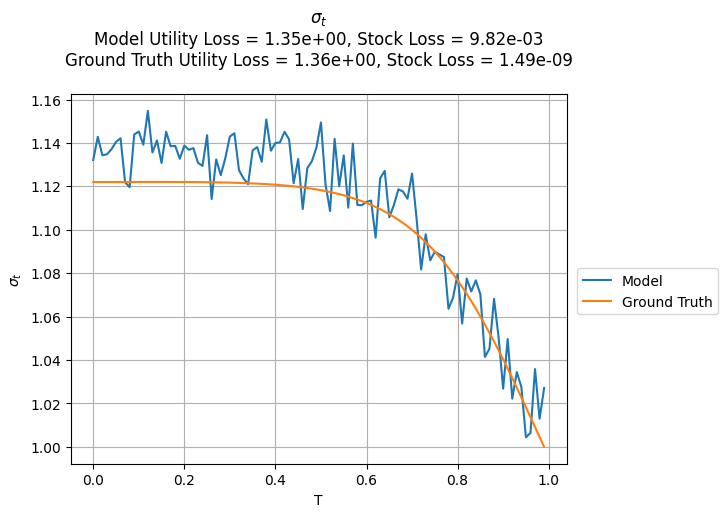 σₜ
Model Utility Loss = 1.35e+00, Stock Loss = 9.82e-03
Ground Truth Utility Loss = 1.36e+00, Stock Loss = 1.49e-09
1.16
1.14
1.12
1.10
1.08
1.06
1.04
1.02
1.00
σₜ
0.0 0.2 0.4 0.6 0.8 1.0
T
Model
Ground Truth